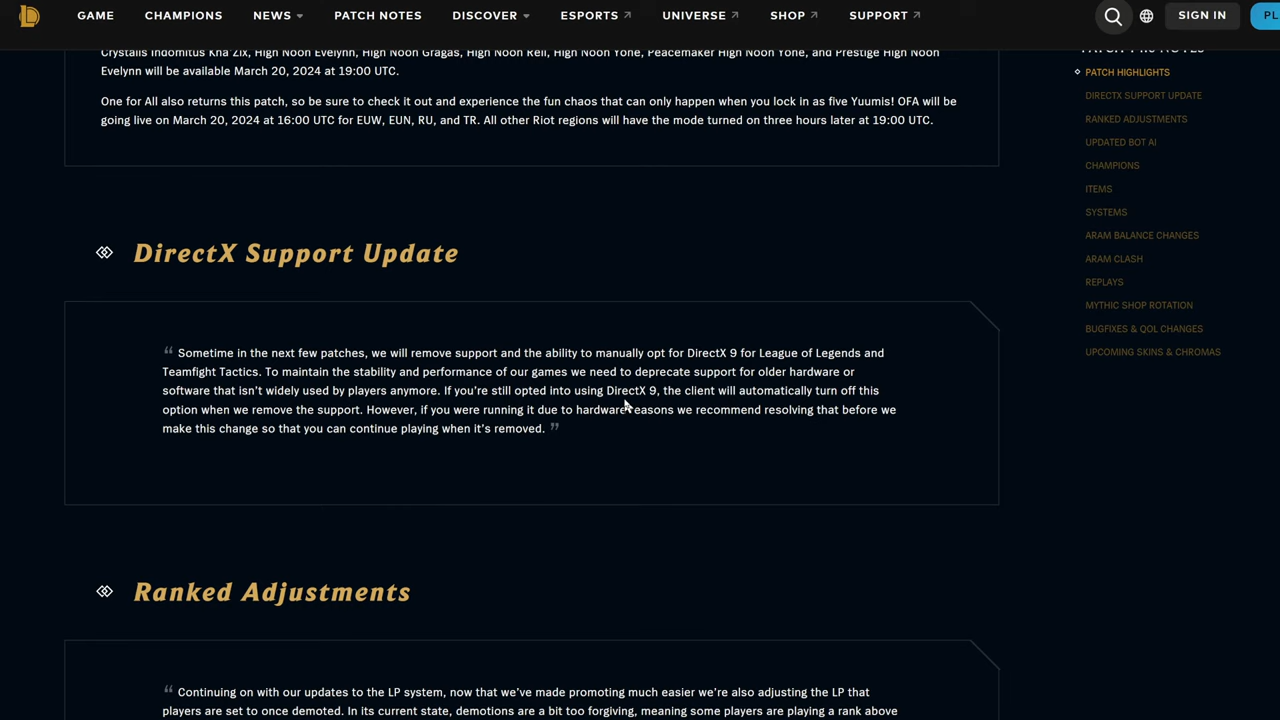 GAME
CHAMPIONS
NEWS
PATCH NOTES
DISCOVER
ESPORTS
UNIVERSE
SHOP
SUPPORT
SIGN IN
Crystalis Indomitus Kha'Zix, High Noon Evelynn, High Noon Gragas, High Noon Rell, High Noon Yone, Peacemaker High Noon Yone, and Prestige High Noon
Evelynn will be available March 20, 2024 at 19:00 UTC.
One for All also returns this patch, so be sure to check it out and experience the fun chaos that can only happen when you lock in as five Yuumis! OFA will be
going live on March 20, 2024 at 16:00 UTC for EUW, EUN, RU, and TR. All other Riot regions will have the mode turned on three hours later at 19:00 UTC.
DirectX Support Update
“ Sometime in the next few patches, we will remove support and the ability to manually opt for DirectX 9 for League of Legends and
Teamfight Tactics. To maintain the stability and performance of our games we need to deprecate support for older hardware or
software that isn't widely used by players anymore. If you're still opted into using DirectX 9, the client will automatically turn off this
option when we remove the support. However, if you were running it due to hardware reasons we recommend resolving that before we
make this change so that you can continue playing when it's removed. ”
Ranked Adjustments
“ Continuing on with our updates to the LP system, now that we've made promoting much easier we're also adjusting the LP that
players are set to once demoted. In its current state, demotions are a bit too forgiving, meaning some players are playing a rank above
PATCH HIGHLIGHTS
DIRECTX SUPPORT UPDATE
RANKED ADJUSTMENTS
UPDATED BOT AI
CHAMPIONS
ITEMS
SYSTEMS
ARAM BALANCE CHANGES
ARAM CLASH
REPLAYS
MYTHIC SHOP ROTATION
BUGFIXES & QOL CHANGES
UPCOMING SKINS & CHROMAS